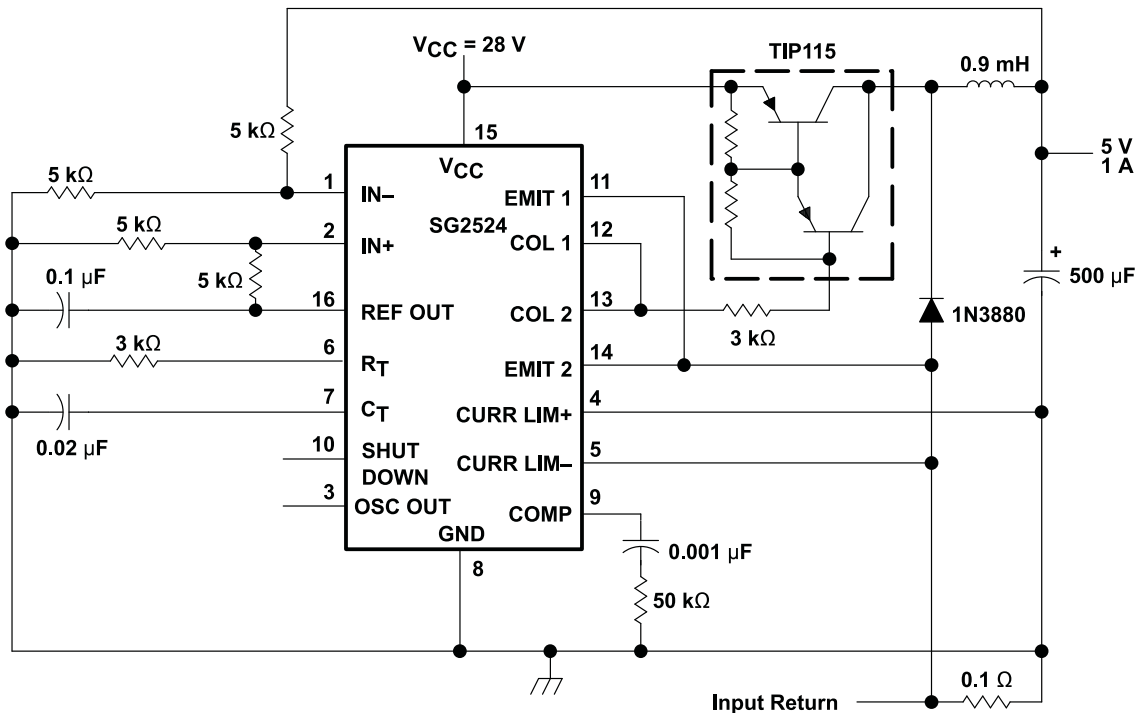 VCC = 28 V
TIP115
0.9 mH
5 kΩ
15
5 V
1 A
5 kΩ
1
IN–
VCC
EMIT 1
11
SG2524
5 kΩ
2
IN+
COL 1
12
0.1 µF
5 kΩ
16
REF OUT
COL 2
13
3 kΩ
+
500 µF
1N3880
3 kΩ
6
RT
EMIT 2
14
7
CT
CURR LIM+
4
0.02 µF
10
SHUT
DOWN
CURR LIM–
5
3
OSC OUT
COMP
9
GND
8
0.001 µF
50 kΩ
0.1 Ω
Input Return